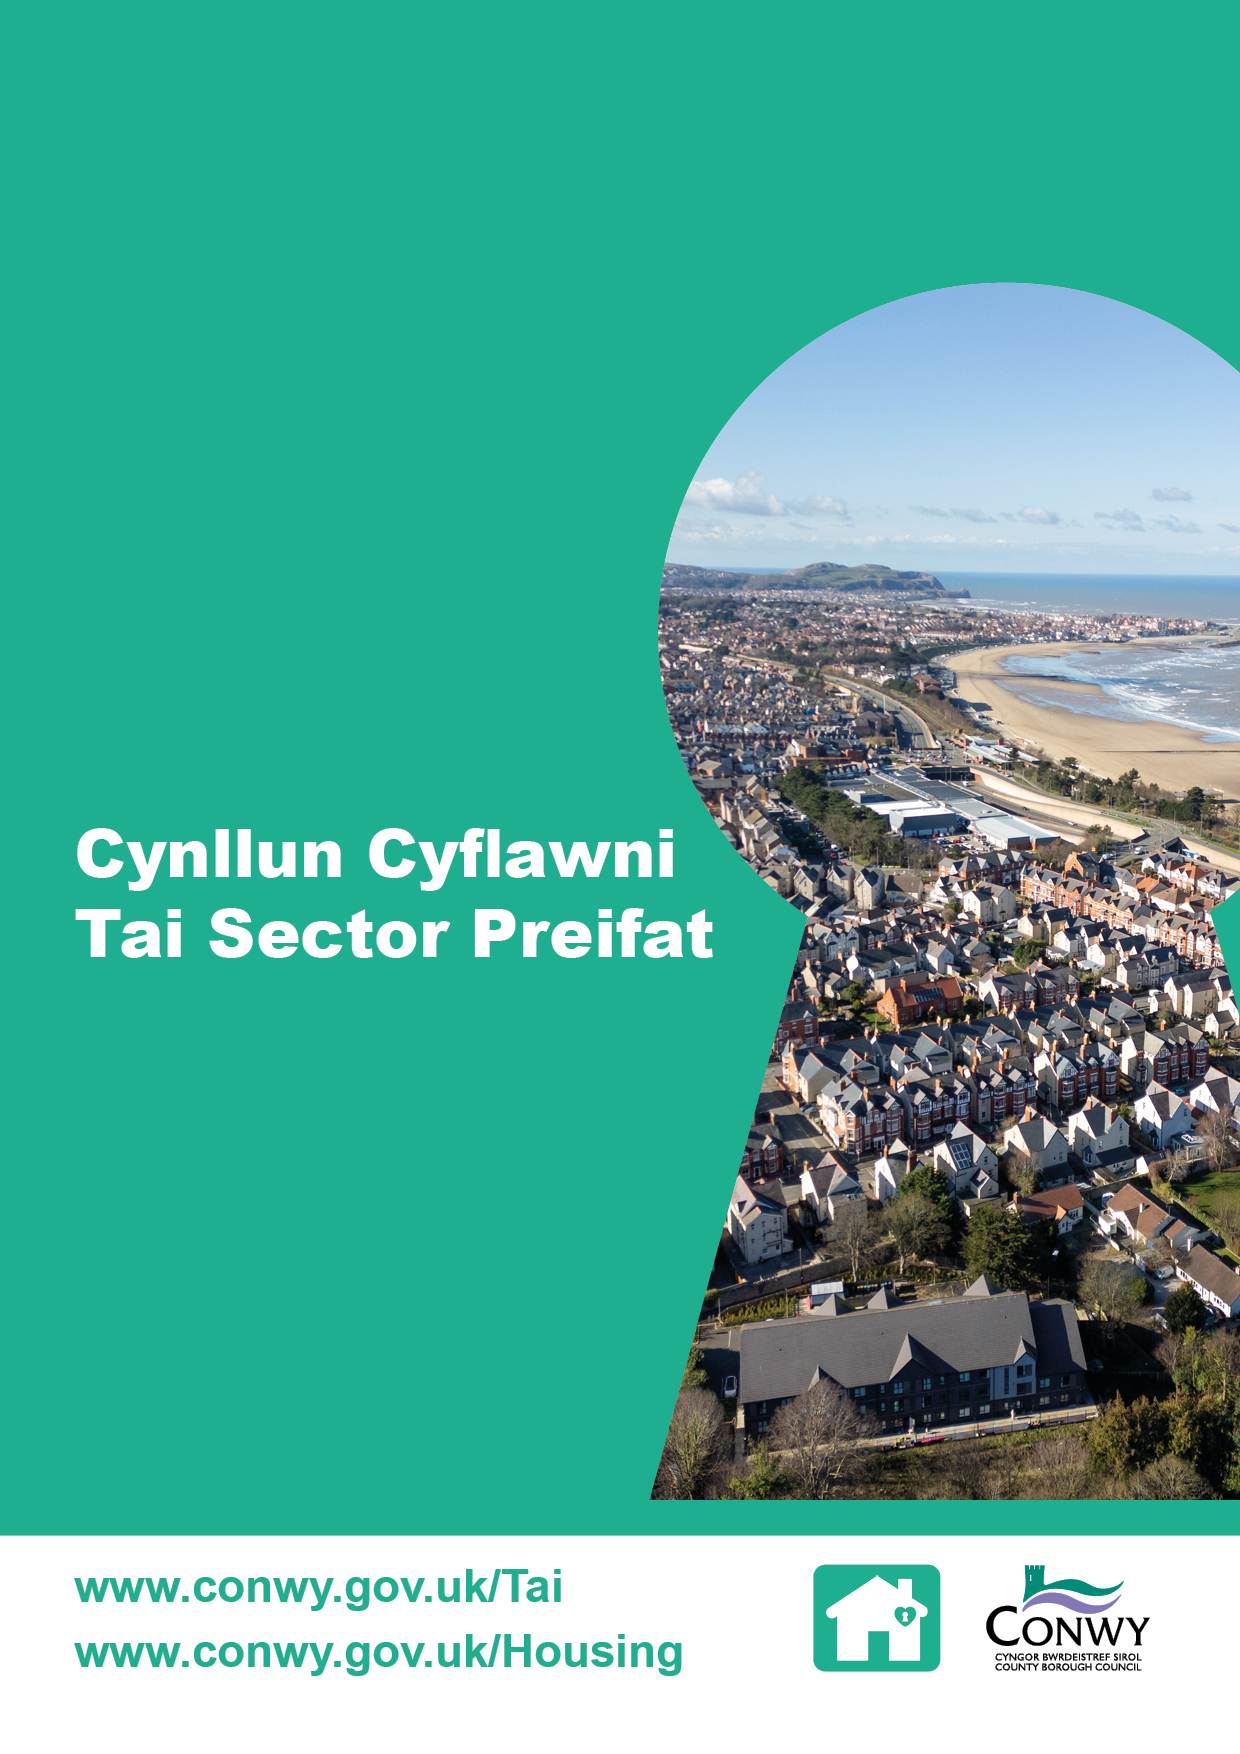 Cynllun Cyflawni
Tai Sector Preifat
www.conwy.gov.uk/Tai
www.conwy.gov.uk/Housing
CONWY
CYNGOR BWRDEISTREF SIROL
COUNTY BOROUGH COUNCIL